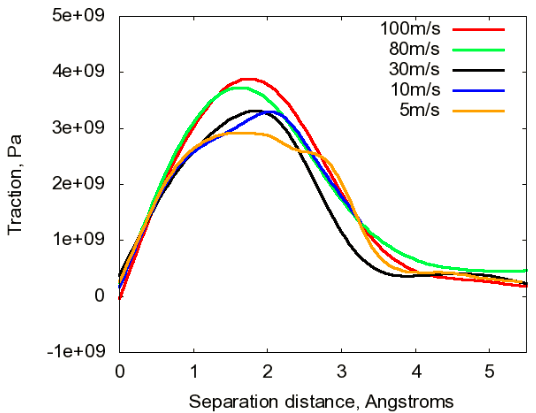 5e+09
4e+09
3e+09
2e+09
1e+09
0
-1e+09
Traction, Pa
100m/s
80m/s
30m/s
10m/s
5m/s
0 1 2 3 4 5
Separation distance, Angstroms